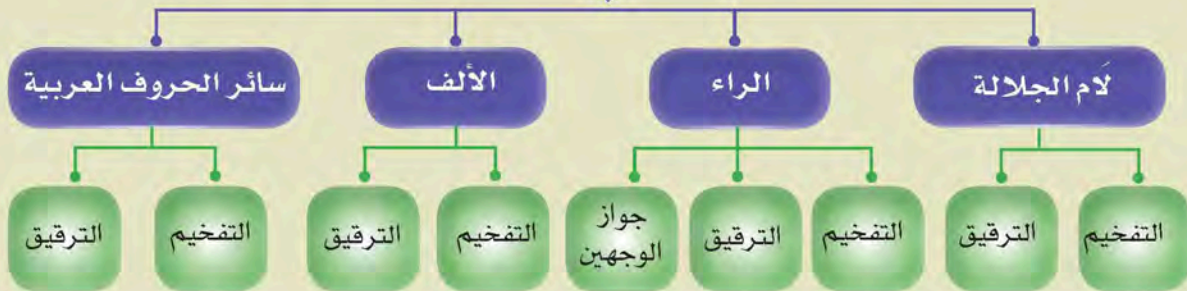 لَام الجلالة
الراء
الألف
سائر الحروف العربية
التفخيم
الترقيق
التفخيم
الترقيق
جواز
الوجهين
التفخيم
الترقيق
التفخيم
الترقيق